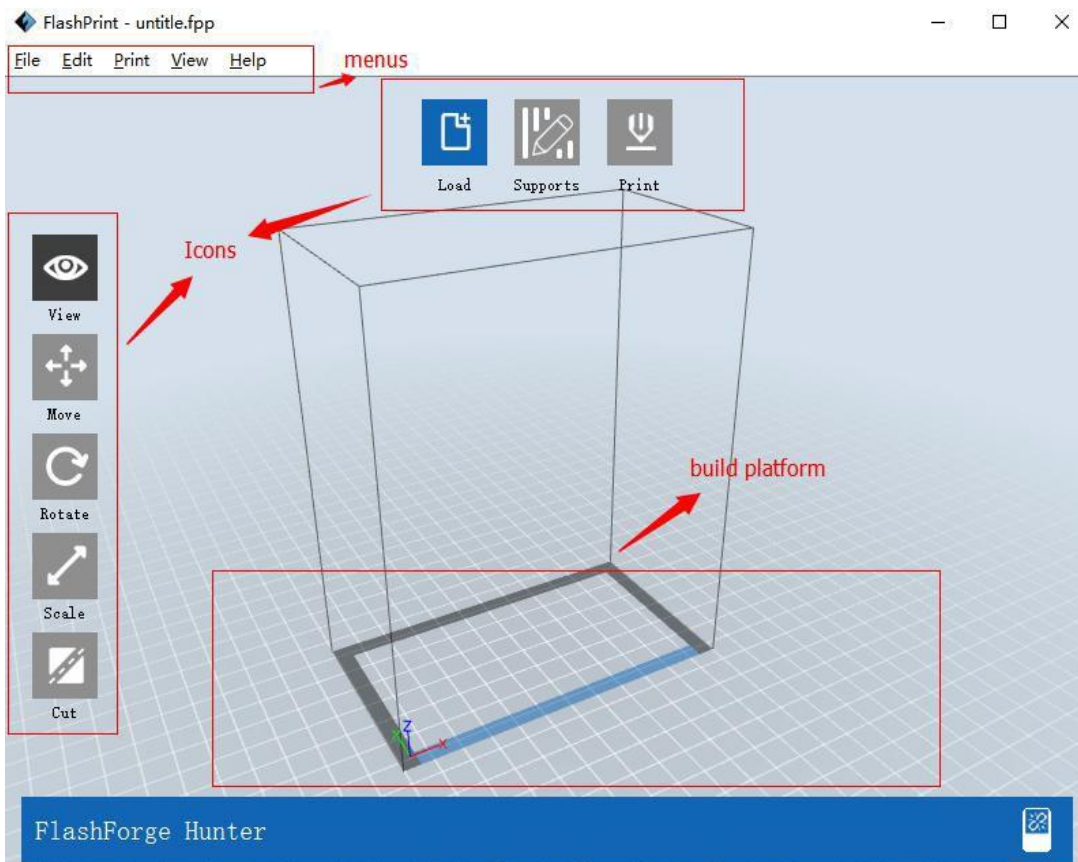 FlashPrint - untitle.fpp
File Edit Print View Help
menus
Load Supports Print
Icons
View
Move
build platform
Rotate
Scale
Cut
Z
Y
X
FlashForge Hunter